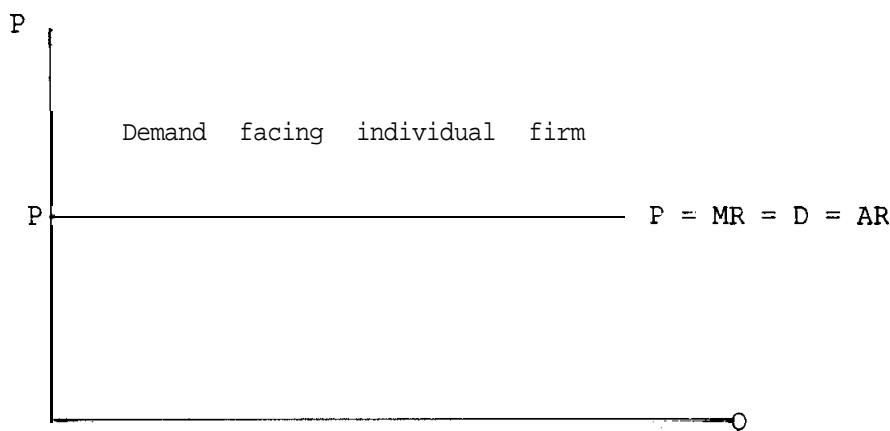 P
Demand facing individual firm
P P = MR = D = AR
Q